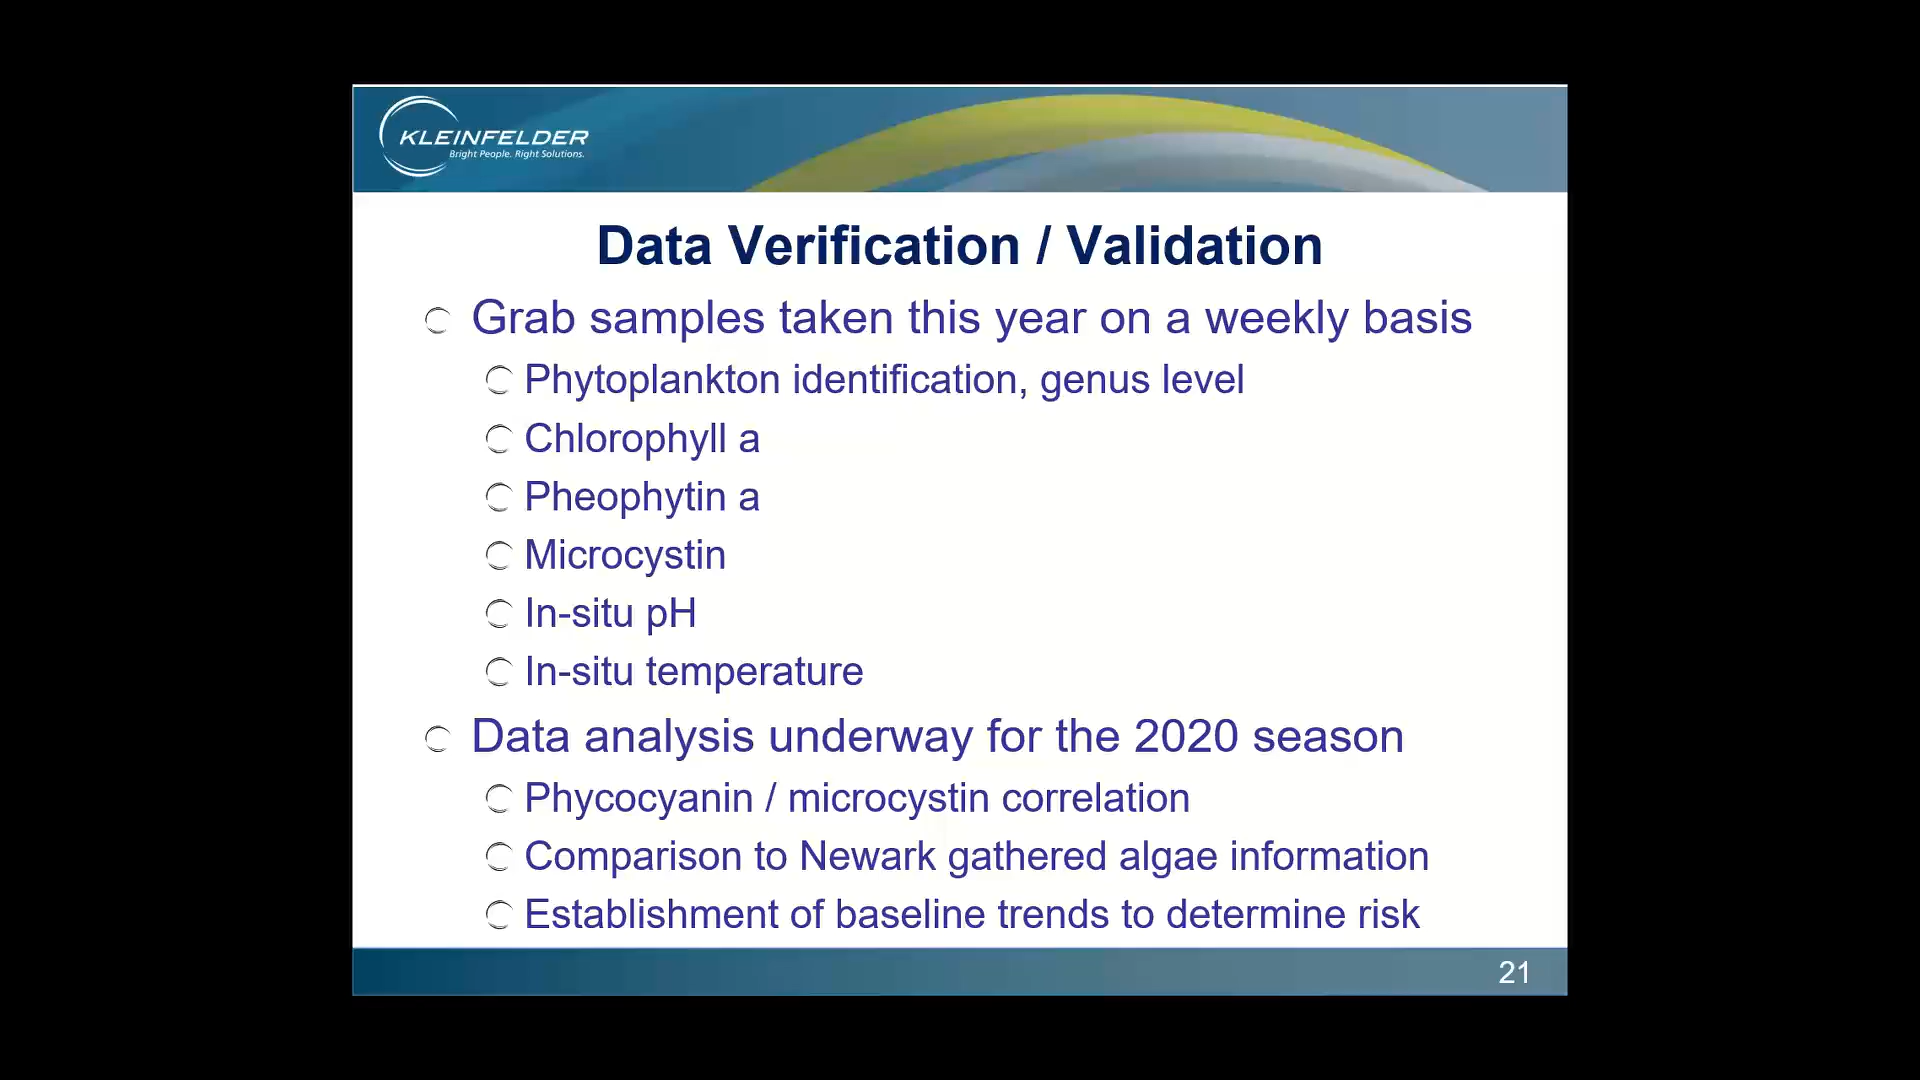 KLEINFELDER
Bright People. Right Solutions.
Data Verification / Validation
Grab samples taken this year on a weekly basis
Phytoplankton identification, genus level
Chlorophyll a
Pheophytin a
Microcystin
In-situ pH
In-situ temperature
Data analysis underway for the 2020 season
Phycocyanin / microcystin correlation
Comparison to Newark gathered algae information
Establishment of baseline trends to determine risk
21